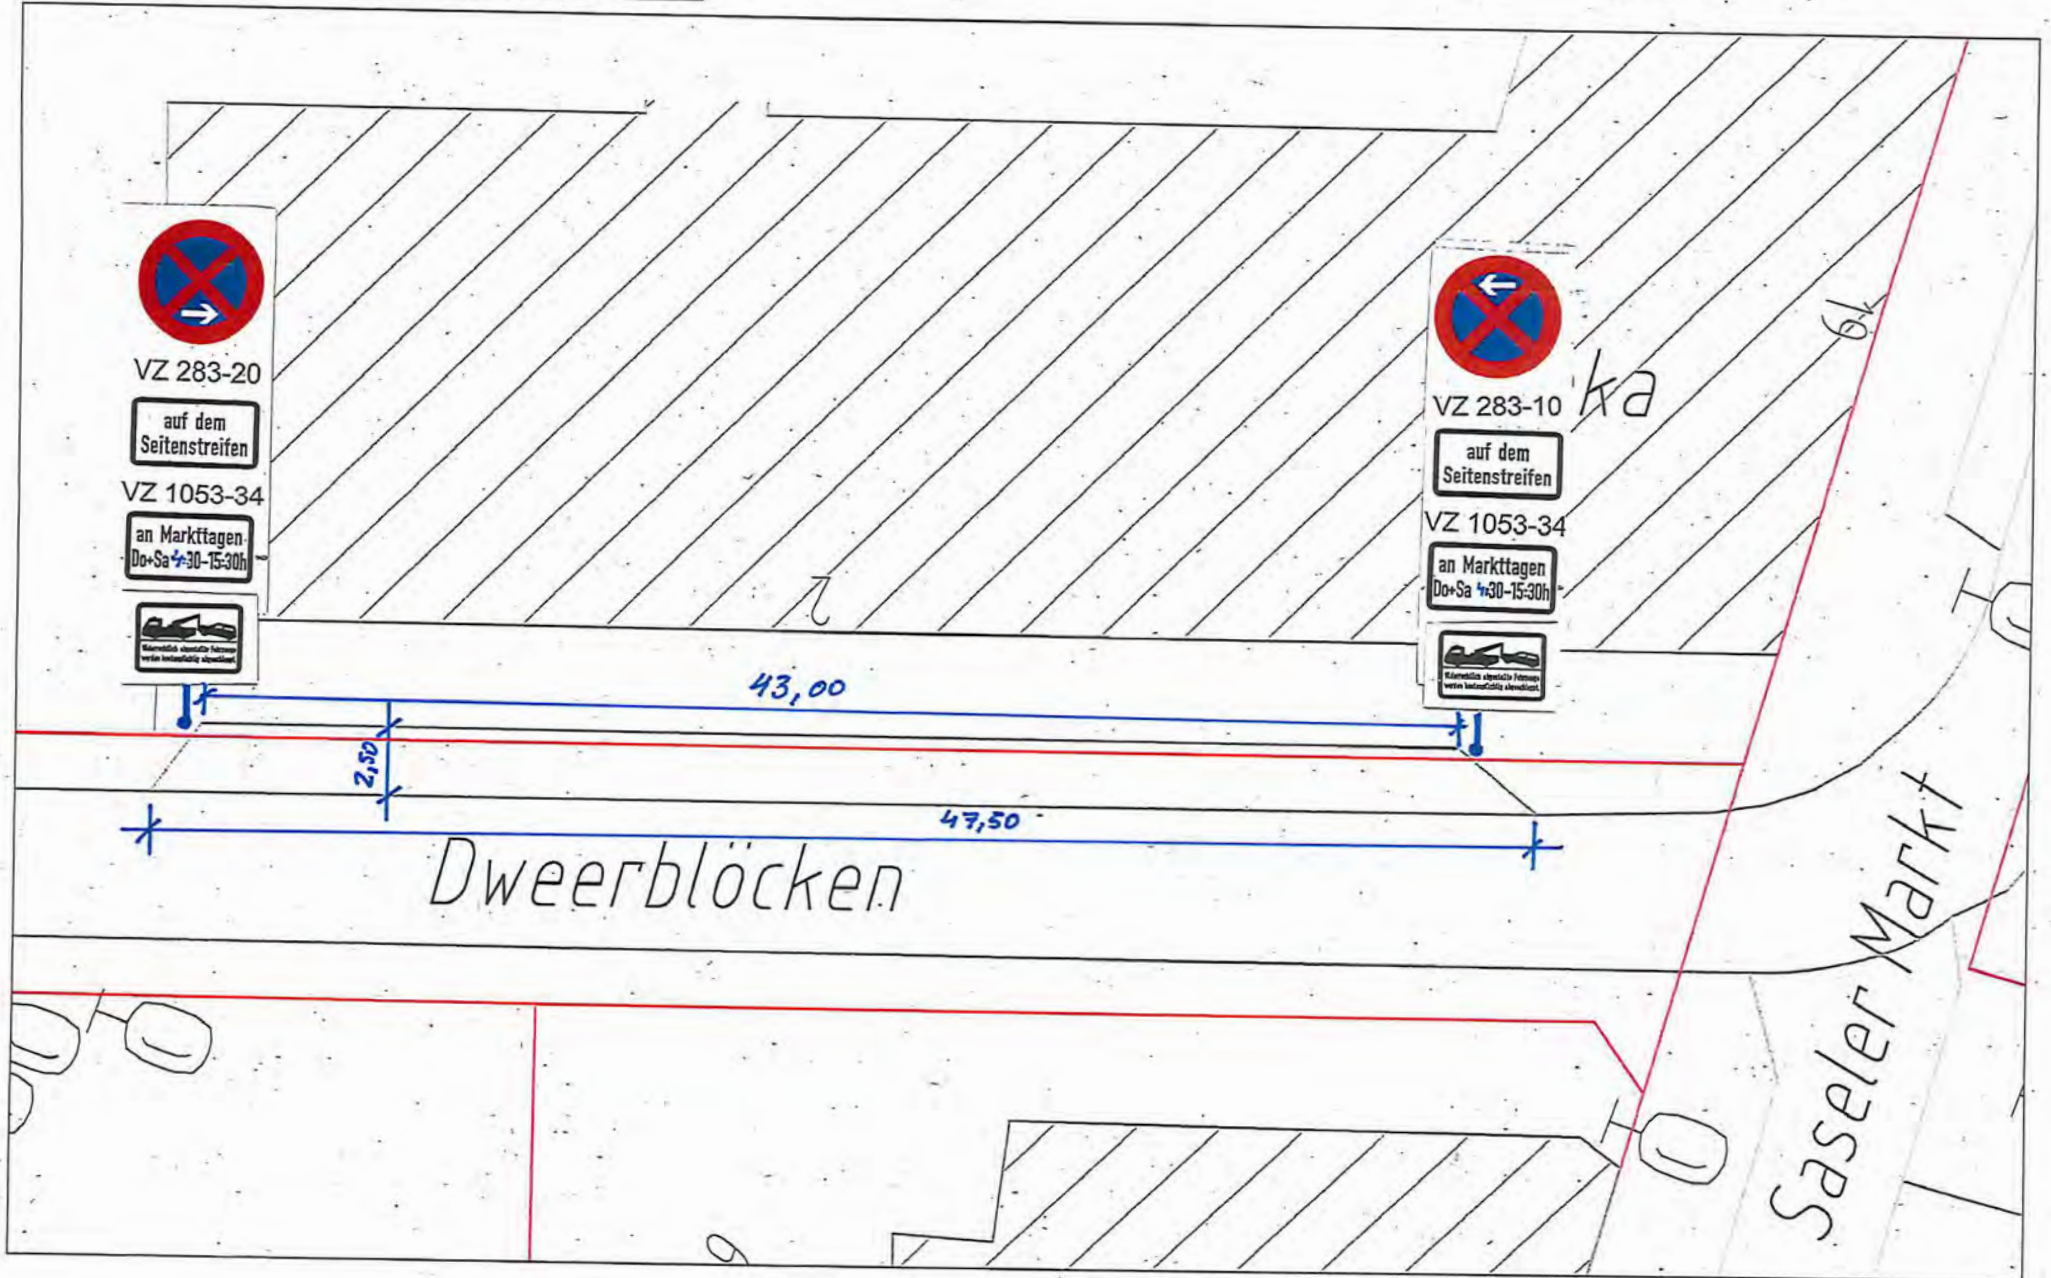 VZ 283-20
auf dem
Seitenstreifen
VZ 1053-34
an Markttagen
Do+Sa 4:30-15:30h
VZ 283-10
auf dem
Seitenstreifen
VZ 1053-34
an Markttagen
Do+Sa 4:30-15:30h
ka
43,00
2,50
47,50
Dweerblöcken
Saseler Markt